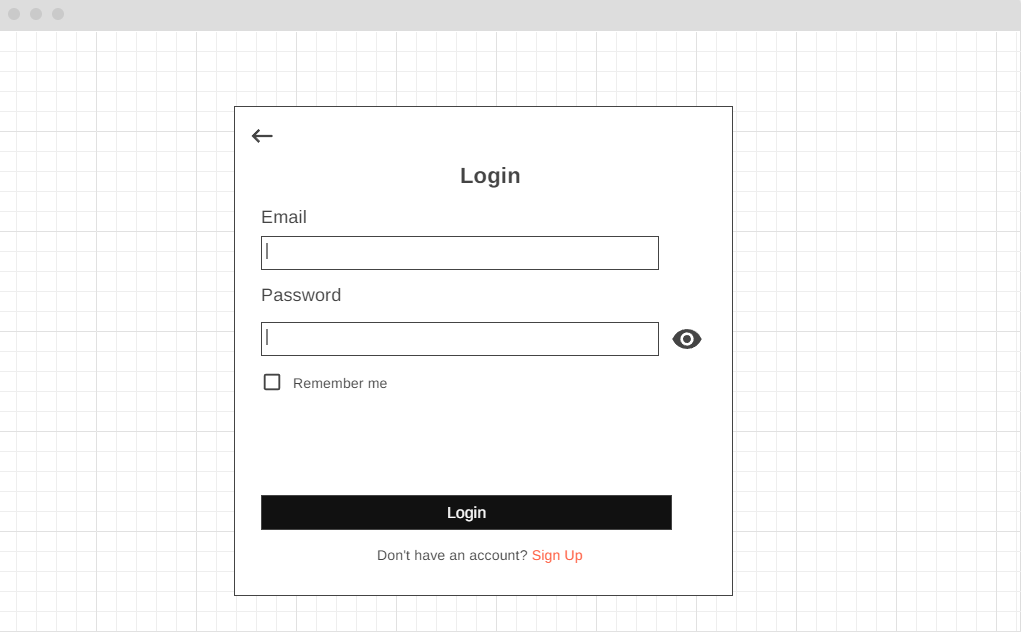 Login
Email
Password
Remember me
Login
Don't have an account? Sign Up